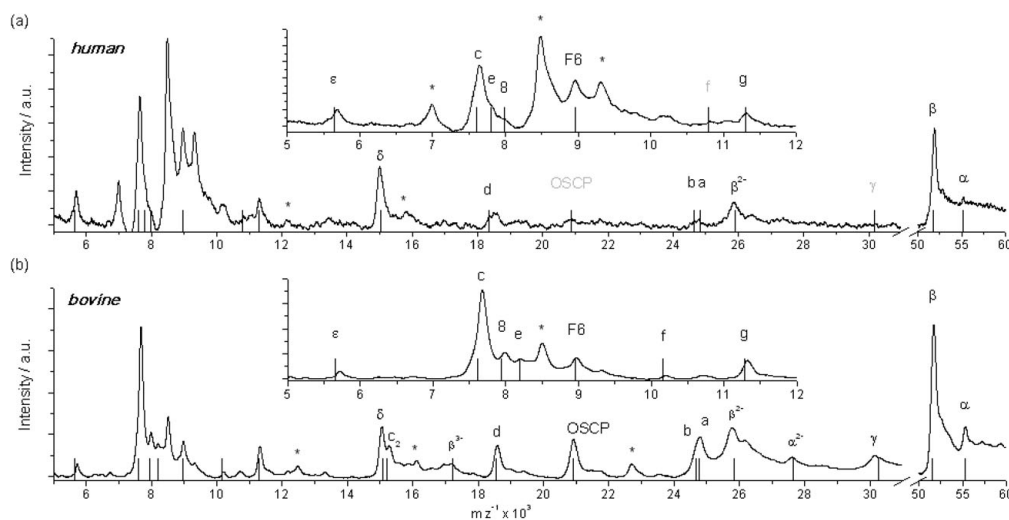 (a)
human
Intensity / a.u.
ε * c e 8 * F6 * f g
5 6 7 8 9 10 11 12
* δ * d OSCP b a β2- γ β α
6 8 10 12 14 16 18 20 22 24 26 28 30 50 55 60
(b)
bovine
Intensity / a.u.
ε c 8 e * F6 f g
5 6 7 8 9 10 11 12
* δ c2 * β3- d OSCP * b a β2- α2- γ β α
6 8 10 12 14 16 18 20 22 24 26 28 30 50 55 60
m z-1 x 103